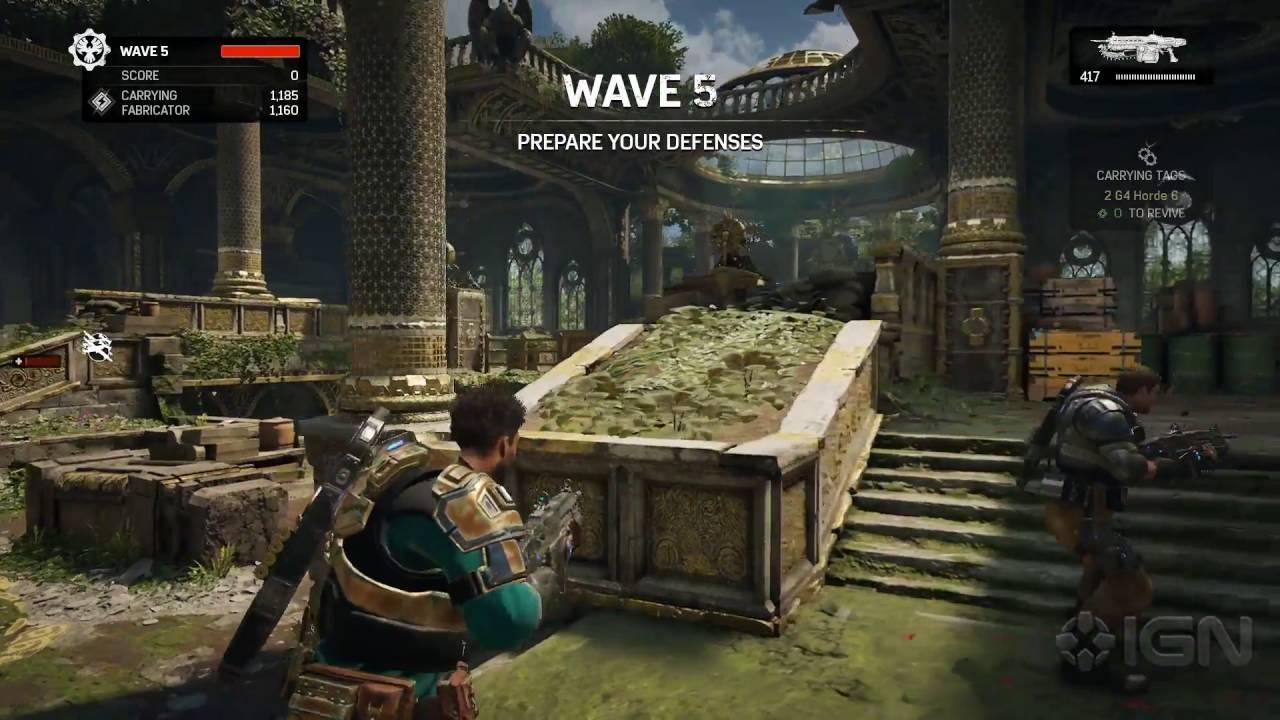 WAVE 5
SCORE 0
CARRYING 1,185
FABRICATOR 1,160
WAVE 5
PREPARE YOUR DEFENSES
417
CARRYING TAGS
2 G4 Horde 6
0 TO REVIVE
IGN